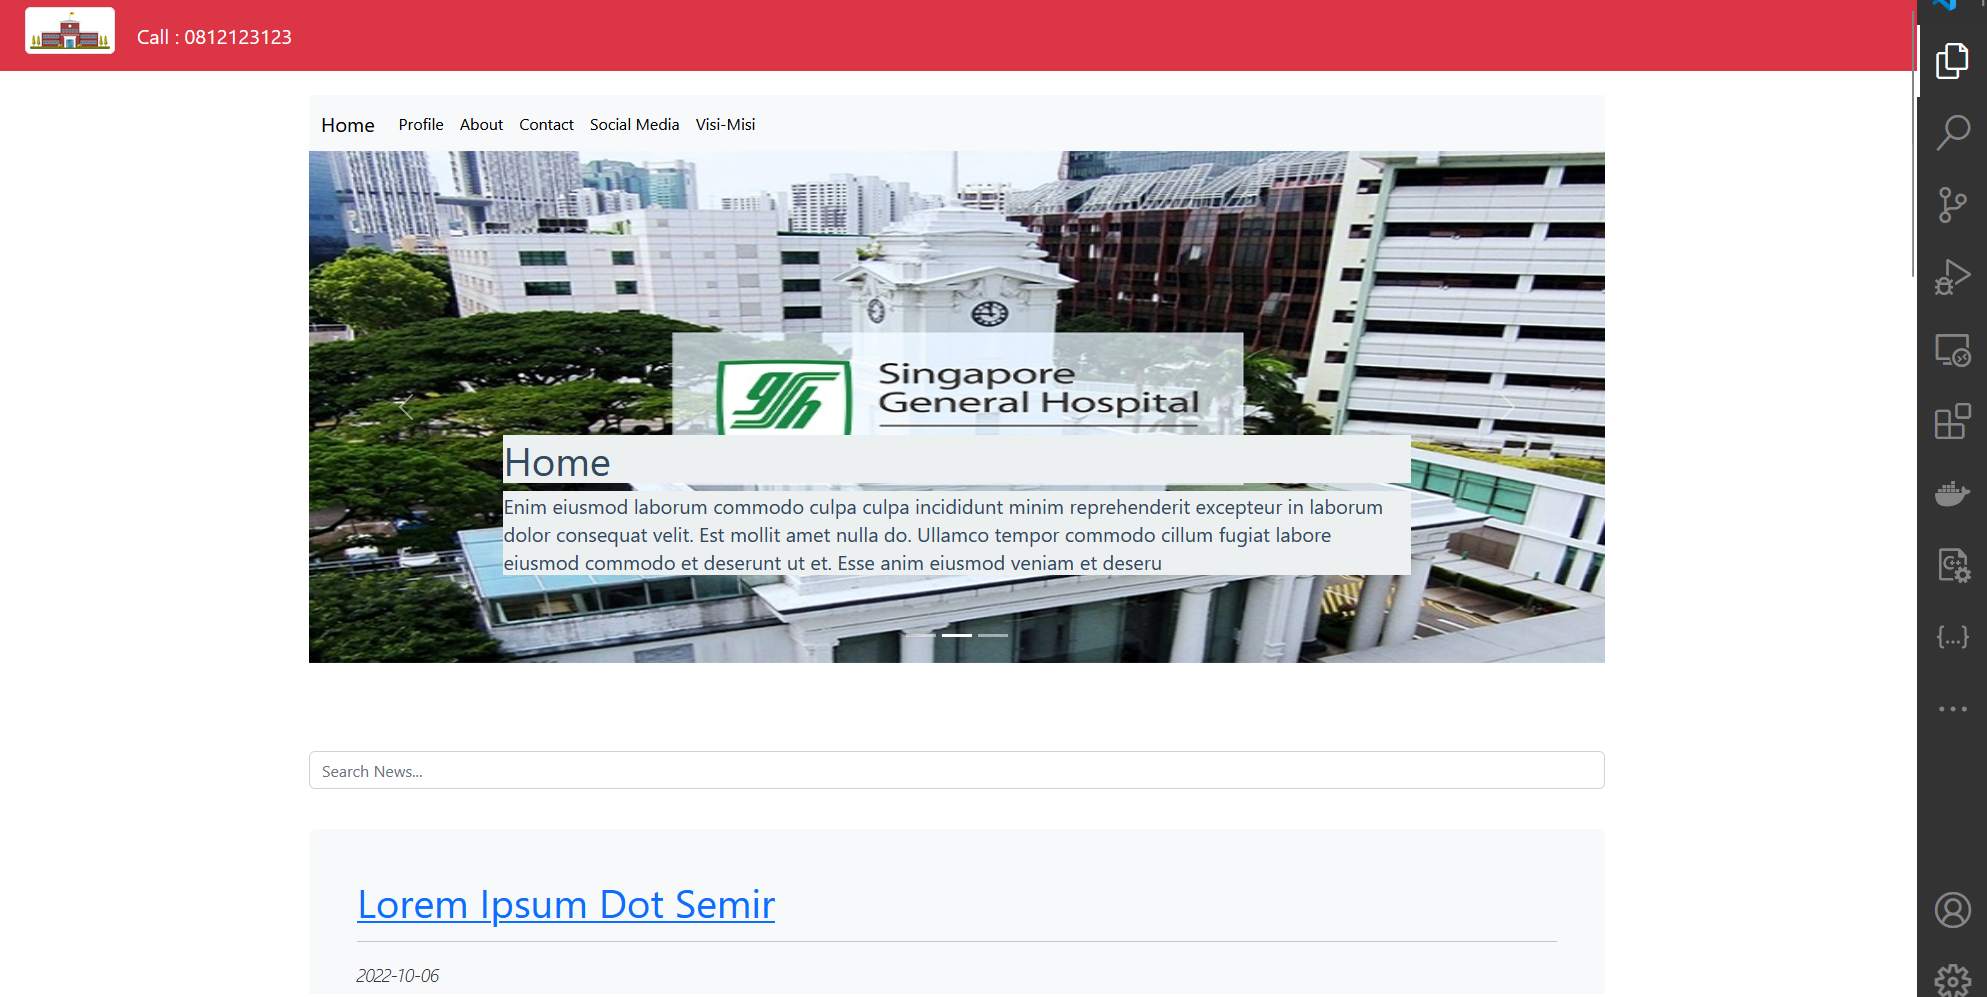 Call : 0812123123
Home Profile About Contact Social Media Visi-Misi
Singapore
General Hospital
Home
Enim eiusmod laborum commodo culpa culpa incididunt minim reprehenderit excepteur in laborum
dolor consequat velit. Est mollit amet nulla do. Ullamco tempor commodo cillum fugiat labore
eiusmod commodo et deserunt ut et. Esse anim eiusmod veniam et deseru
Search News...
Lorem Ipsum Dot Semir
2022-10-06